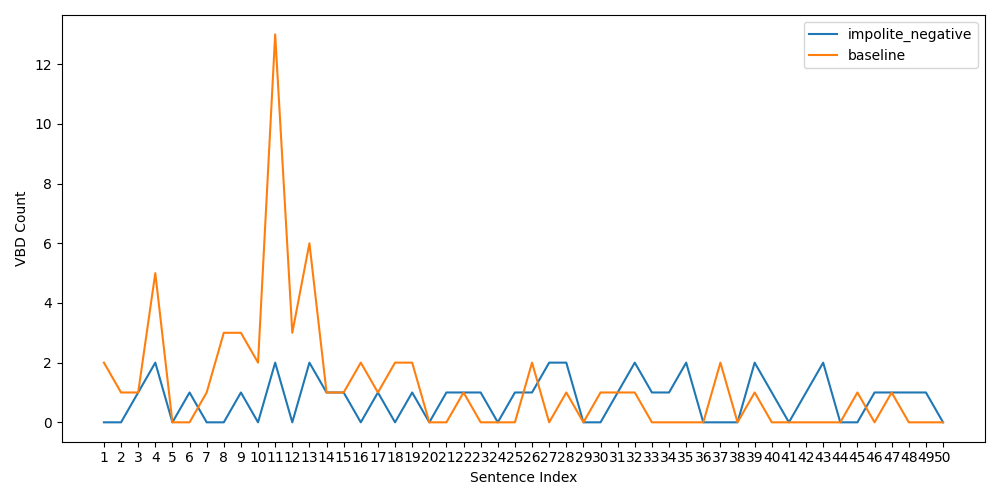 impolite_negative
baseline
12
10
8
6
4
2
0
VBD Count
1 2 3 4 5 6 7 8 9 10 11 12 13 14 15 16 17 18 19 20 21 22 23 24 25 26 27 28 29 30 31 32 33 34 35 36 37 38 39 40 41 42 43 44 45 46 47 48 49 50
Sentence Index